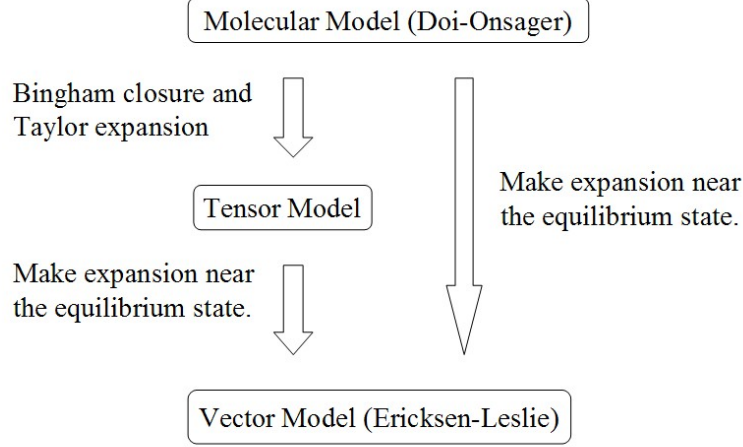 Molecular Model (Doi-Onsager)
Bingham closure and
Taylor expansion
Make expansion near
the equilibrium state.
Tensor Model
Make expansion near
the equilibrium state.
Vector Model (Ericksen-Leslie)